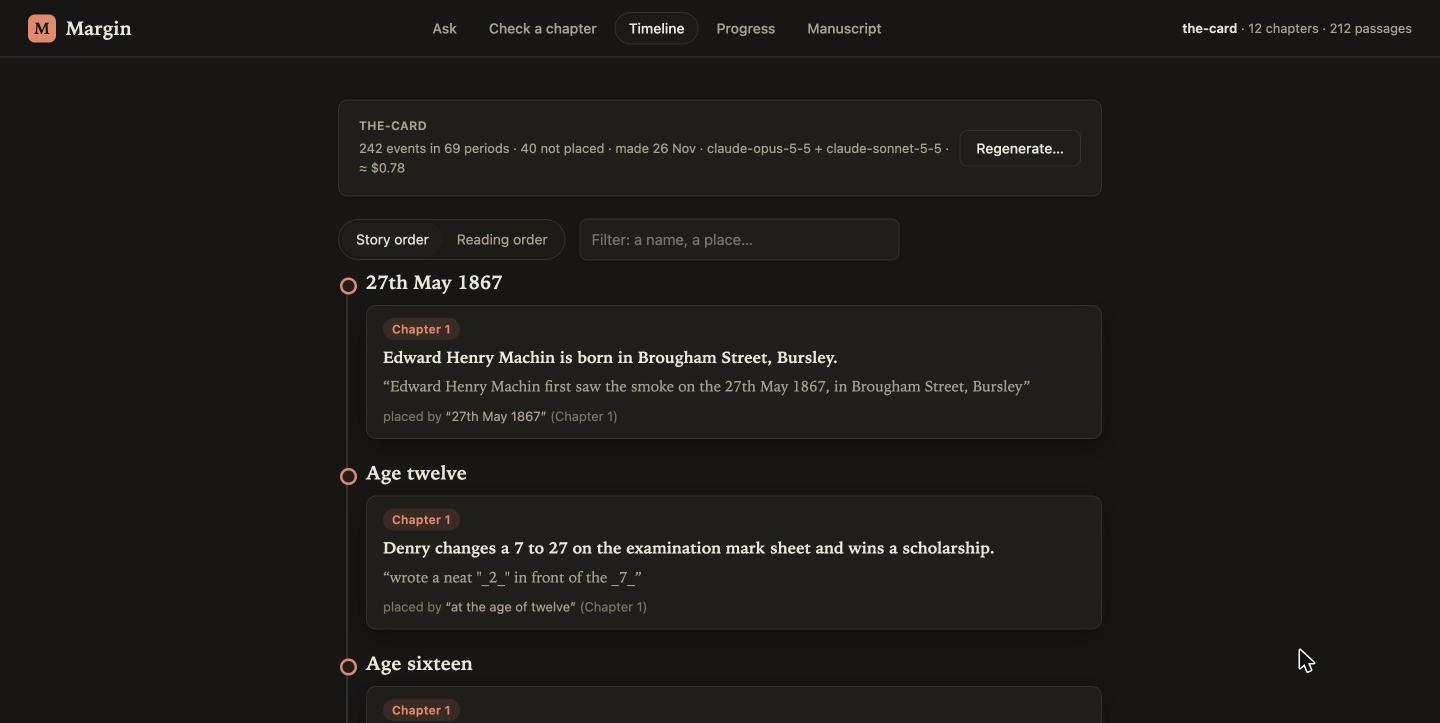 M Margin
Ask Check a chapter Timeline Progress Manuscript
the-card · 12 chapters · 212 passages
THE-CARD
242 events in 69 periods · 40 not placed · made 26 Nov · claude-opus-5-5 + claude-sonnet-5-5 ·
≈ $0.78
Regenerate...
Story order Reading order
Filter: a name, a place...
27th May 1867
Chapter 1
Edward Henry Machin is born in Brougham Street, Bursley.
“Edward Henry Machin first saw the smoke on the 27th May 1867, in Brougham Street, Bursley”
placed by “27th May 1867” (Chapter 1)
Age twelve
Chapter 1
Denry changes a 7 to 27 on the examination mark sheet and wins a scholarship.
“wrote a neat "_2_" in front of the _7_”
placed by “at the age of twelve” (Chapter 1)
Age sixteen
Chapter 1